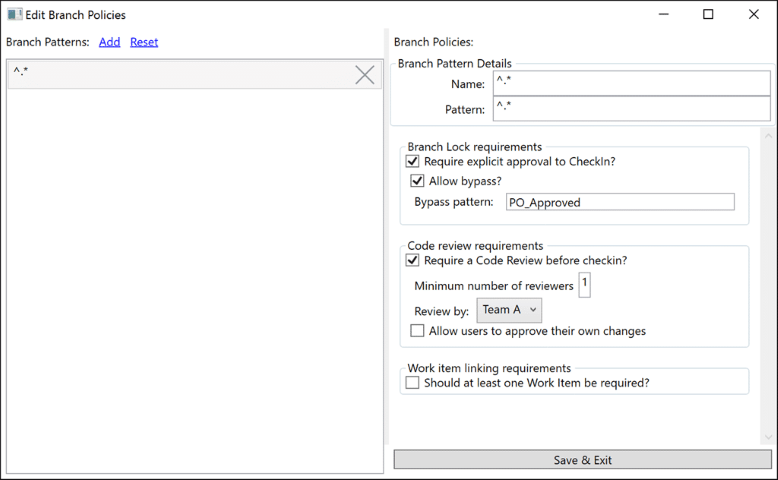 Edit Branch Policies
Branch Patterns: Add Reset
^.*
Branch Policies:
Branch Pattern Details
Name: ^.*
Pattern: ^.*
Branch Lock requirements
Require explicit approval to CheckIn?
Allow bypass?
Bypass pattern: PO_Approved
Code review requirements
Require a Code Review before checkin?
Minimum number of reviewers 1
Review by: Team A
Allow users to approve their own changes
Work item linking requirements
Should at least one Work Item be required?
Save & Exit